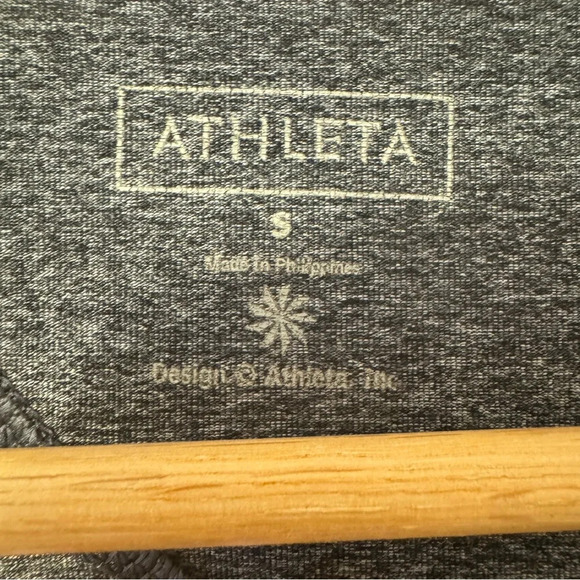 ATHLETA
S
Made in Philippines
Design © Athleta, Inc.